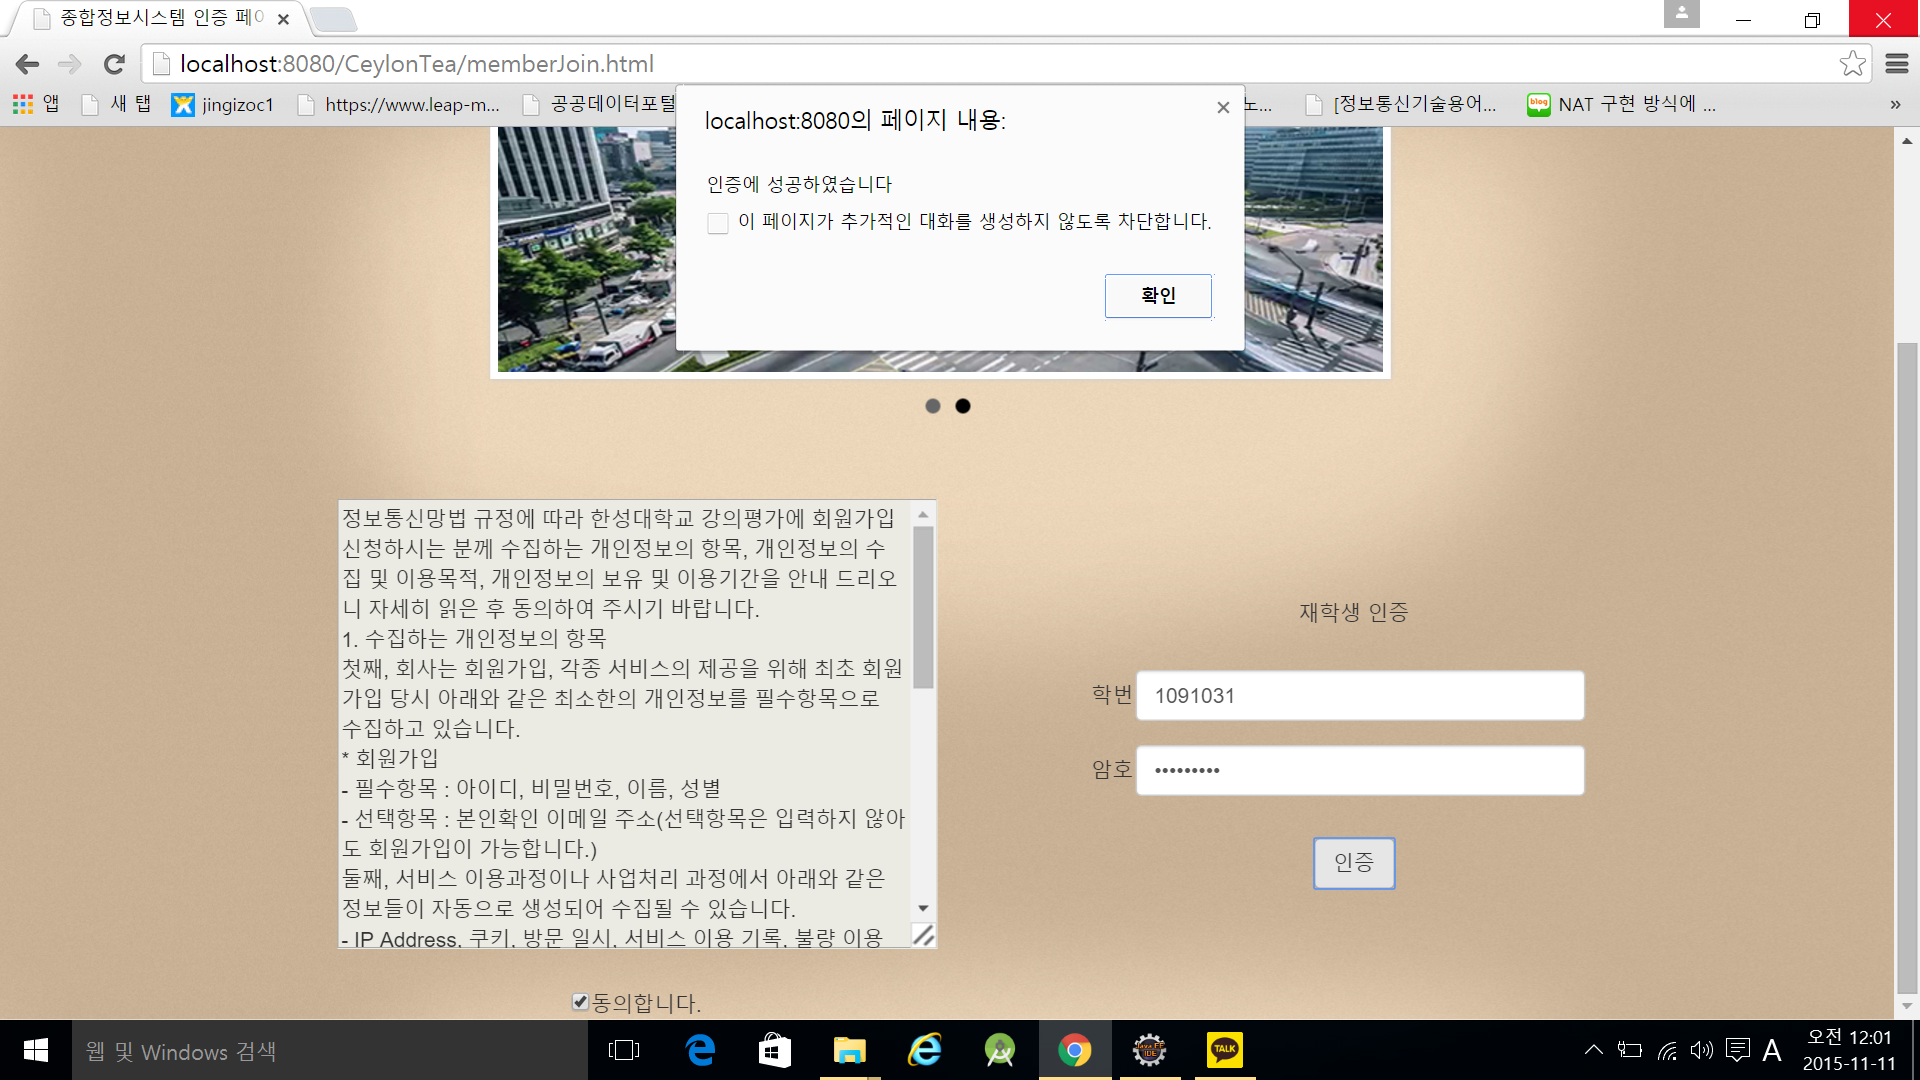 종합정보시스템 인증 페이
localhost:8080/CeylonTea/memberJoin.html
앱 새 탭 jingizoc1 https://www.leap-m... 공공데이터포털 노... [정보통신기술용어... NAT 구현 방식에 ... »
localhost:8080의 페이지 내용:
인증에 성공하였습니다
이 페이지가 추가적인 대화를 생성하지 않도록 차단합니다.
확인
정보통신망법 규정에 따라 한성대학교 강의평가에 회원가입
신청하시는 분께 수집하는 개인정보의 항목, 개인정보의 수
집 및 이용목적, 개인정보의 보유 및 이용기간을 안내 드리오
니 자세히 읽은 후 동의하여 주시기 바랍니다.
1. 수집하는 개인정보의 항목
첫째, 회사는 회원가입, 각종 서비스의 제공을 위해 최초 회원
가입 당시 아래와 같은 최소한의 개인정보를 필수항목으로
수집하고 있습니다.
* 회원가입
- 필수항목 : 아이디, 비밀번호, 이름, 성별
- 선택항목 : 본인확인 이메일 주소(선택항목은 입력하지 않아
도 회원가입이 가능합니다.)
둘째, 서비스 이용과정이나 사업처리 과정에서 아래와 같은
정보들이 자동으로 생성되어 수집될 수 있습니다.
- IP Address, 쿠키, 방문 일시, 서비스 이용 기록, 불량 이용
동의합니다.
재학생 인증
학번 1091031
암호 •••••••••
인증
웹 및 Windows 검색
Java EE
IDE
TALK
A
오전 12:01
2015-11-11